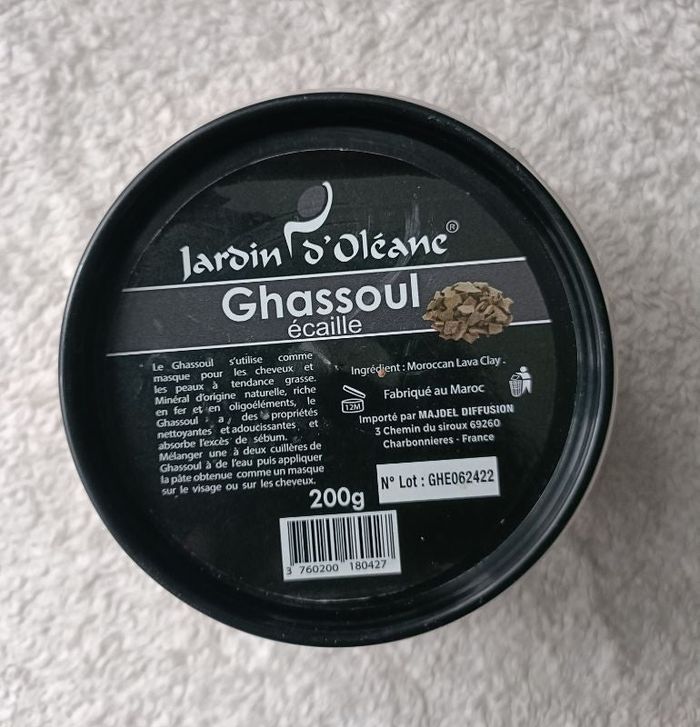 Jardin d'Oléane®
Ghassoul
écaille
Le Ghassoul s'utilise comme
masque pour les cheveux et
les peaux à tendance grasse.
Minéral d'origine naturelle, riche
en fer et en oligoéléments, le
Ghassoul a des propriétés
nettoyantes et adoucissantes et
absorbe l'excès de sébum.
Mélanger une à deux cuillères de
Ghassoul à de l'eau puis appliquer
la pâte obtenue comme un masque
sur le visage ou sur les cheveux.
Ingrédient : Moroccan Lava Clay .
12M
Fabriqué au Maroc
Importé par MAJDEL DIFFUSION
3 Chemin du siroux 69260
Charbonnieres - France
N° Lot : GHE062422
200g
3 760200 180427